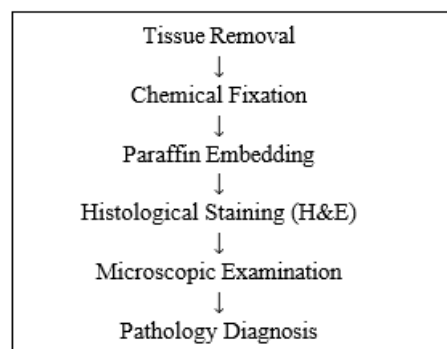 Tissue Removal
↓
Chemical Fixation
↓
Paraffin Embedding
↓
Histological Staining (H&E)
↓
Microscopic Examination
↓
Pathology Diagnosis